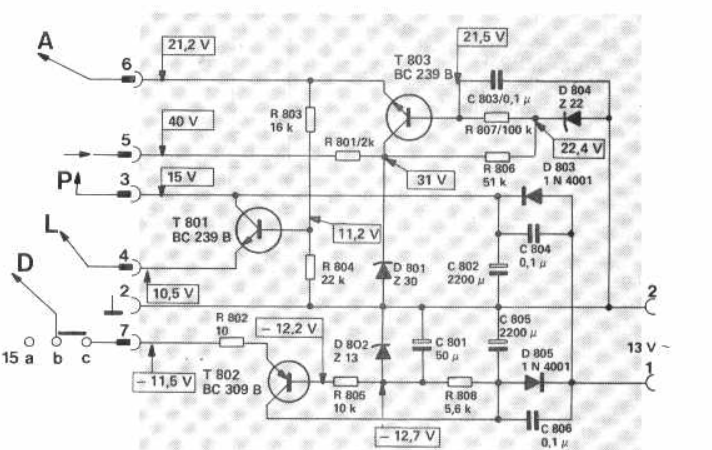 A
6
21,2 V
T 803
BC 239 B
21,5 V
C 803/0,1 µ
D 804
Z 22
R 803
16 k
R 807/100 k
40 V
5
R 801/2k
22,4 V
R 806
51 k
D 803
1 N 4001
P
3
15 V
31 V
T 801
BC 239 B
L
4
11,2 V
C 804
0,1 µ
R 804
22 k
D 801
Z 30
C 802
2200 µ
D
10,5 V
2
2
R 802
10
- 12,2 V
C 805
2200 µ
7
D 802
Z 13
C 801
50 µ
13 V ~
15 a b c
D 805
1 N 4001
1
- 11,5 V
T 802
BC 309 B
R 805
10 k
R 808
5,6 k
- 12,7 V
C 806
0,1 µ